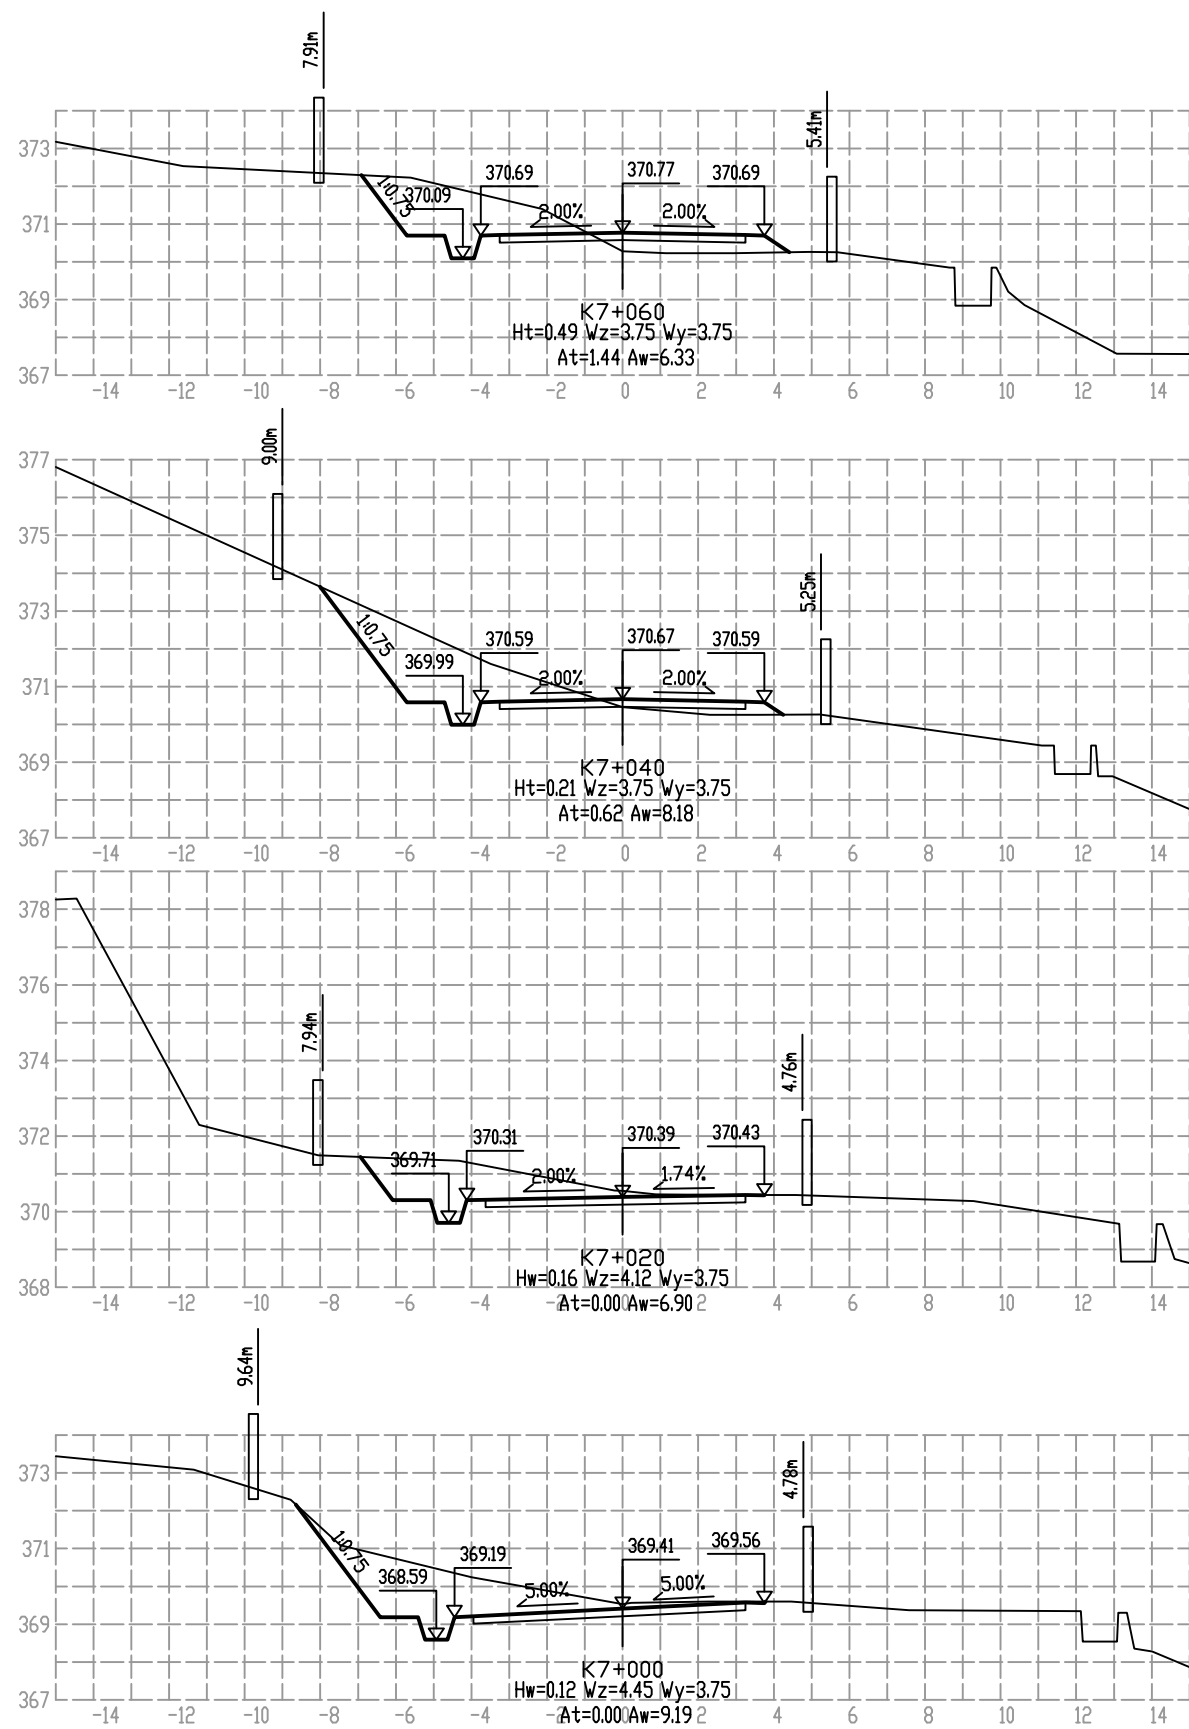 7.91m
5.41m
373
371
369
367
370.69
370.77
370.69
1:0.75
370.09
2.00%
2.00%
K7+060
Ht=0.49 Wz=3.75 Wy=3.75
At=1.44 Aw=6.33
-14 -12 -10 -8 -6 -4 -2 0 2 4 6 8 10 12 14
9.00m
5.25m
377
375
373
371
369
367
1:0.75
370.59
370.67
370.59
369.99
2.00%
2.00%
K7+040
Ht=0.21 Wz=3.75 Wy=3.75
At=0.62 Aw=8.18
-14 -12 -10 -8 -6 -4 -2 0 2 4 6 8 10 12 14
7.94m
4.76m
378
376
374
372
370
368
370.31
370.39
370.43
369.71
2.00%
1.74%
K7+020
Hw=0.16 Wz=4.12 Wy=3.75
At=0.00 Aw=6.90
-14 -12 -10 -8 -6 -4 -2 0 2 4 6 8 10 12 14
9.64m
4.78m
373
371
369
367
1:0.75
369.19
369.41
369.56
368.59
5.00%
5.00%
K7+000
Hw=0.12 Wz=4.45 Wy=3.75
At=0.00 Aw=9.19
-14 -12 -10 -8 -6 -4 -2 0 2 4 6 8 10 12 14